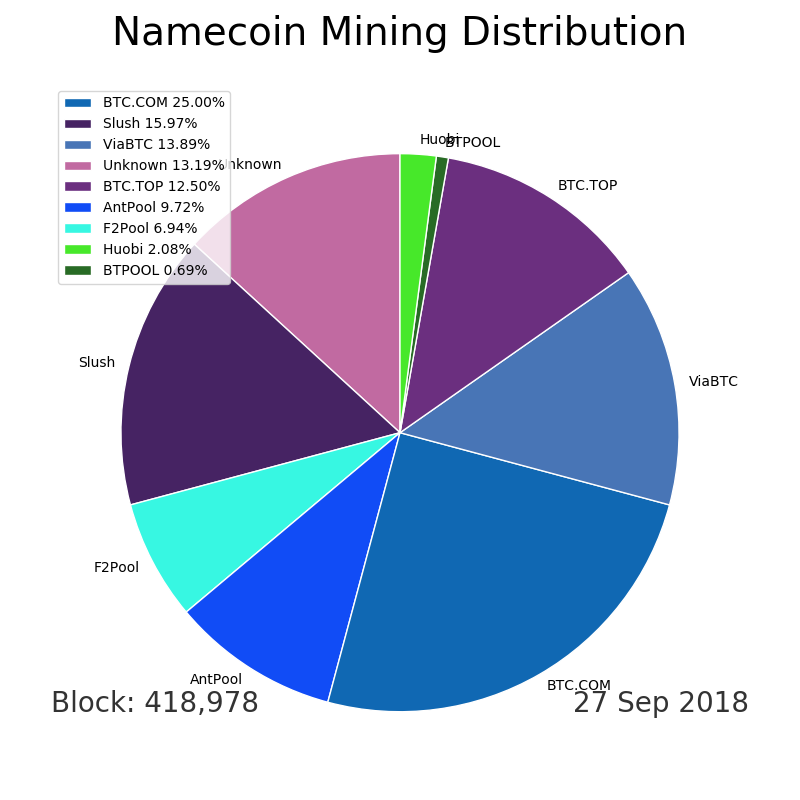 Namecoin Mining Distribution
BTC.COM 25.00%
Slush 15.97%
ViaBTC 13.89%
Unknown 13.19%
BTC.TOP 12.50%
AntPool 9.72%
F2Pool 6.94%
Huobi 2.08%
BTPOOL 0.69%
Huobi
BTPOOL
Unknown
BTC.TOP
Slush
ViaBTC
F2Pool
AntPool
BTC.COM
Block: 418,978
27 Sep 2018